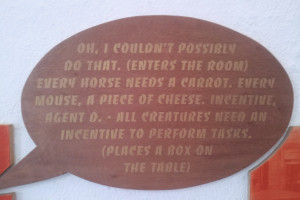 OH, I COULDN'T POSSIBLY
DO THAT. (ENTERS THE ROOM)
EVERY HORSE NEEDS A CARROT. EVERY
MOUSE, A PIECE OF CHEESE. INCENTIVE,
AGENT O. - ALL CREATURES NEED AN
INCENTIVE TO PERFORM TASKS.
(PLACES A BOX ON
THE TABLE)